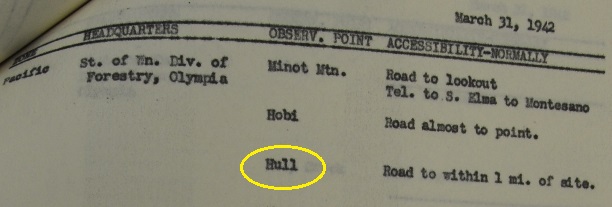 March 31, 1942
HEADQUARTERS OBSERV. POINT ACCESSIBILITY-NORMALLY
Pacific St. of Wn. Div. of Minot Mtn. Road to lookout
Forestry, Olympia Tel. to S. Elma to Montesano
Hobi Road almost to point.
Hull Road to within 1 mi. of site.